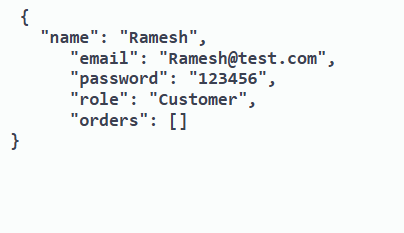 {
"name": "Ramesh",
"email": "Ramesh@test.com",
"password": "123456",
"role": "Customer",
"orders": []
}